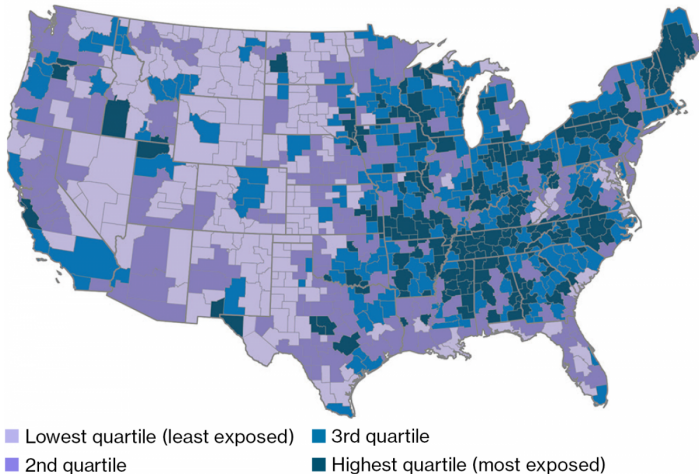 Lowest quartile (least exposed)
3rd quartile
2nd quartile
Highest quartile (most exposed)